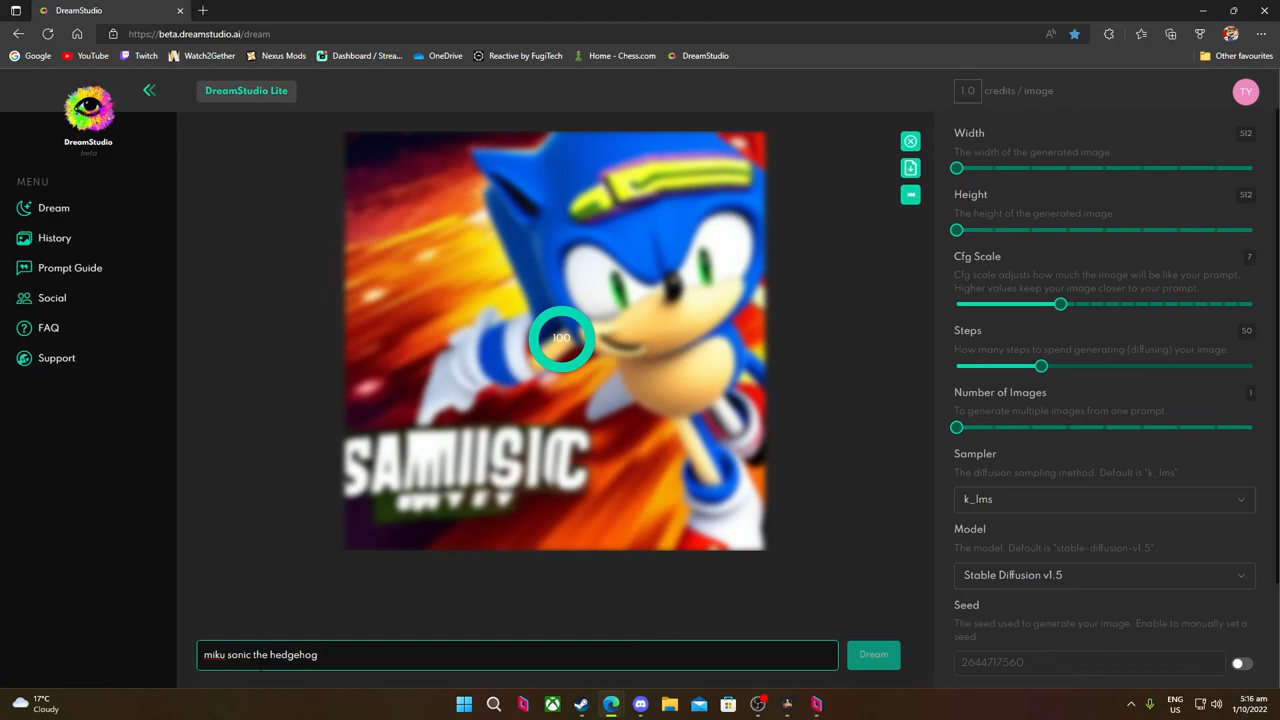 DreamStudio
https://beta.dreamstudio.ai/dream
Google
YouTube
Twitch
Watch2Gether
Nexus Mods
Dashboard / Strea...
OneDrive
Reactive by FugiTech
Home - Chess.com
DreamStudio
Other favourites
DreamStudio
beta
MENU
Dream
History
Prompt Guide
Social
FAQ
Support
DreamStudio Lite
1.0 credits / image
TY
SAMIISIC
100
miku sonic the hedgehog
Dream
Width 512
The width of the generated image.
Height 512
The height of the generated image.
Cfg Scale 7
Cfg scale adjusts how much the image will be like your prompt.
Higher values keep your image closer to your prompt.
Steps 50
How many steps to spend generating (diffusing) your image.
Number of Images 1
To generate multiple images from one prompt.
Sampler
The diffusion sampling method. Default is "k_lms".
k_lms
Model
The model. Default is "stable-diffusion-v1.5".
Stable Diffusion v1.5
Seed
The seed used to generate your image. Enable to manually set a
seed.
2644717560
17°C
Cloudy
ENG
US
5:16 am
1/10/2022